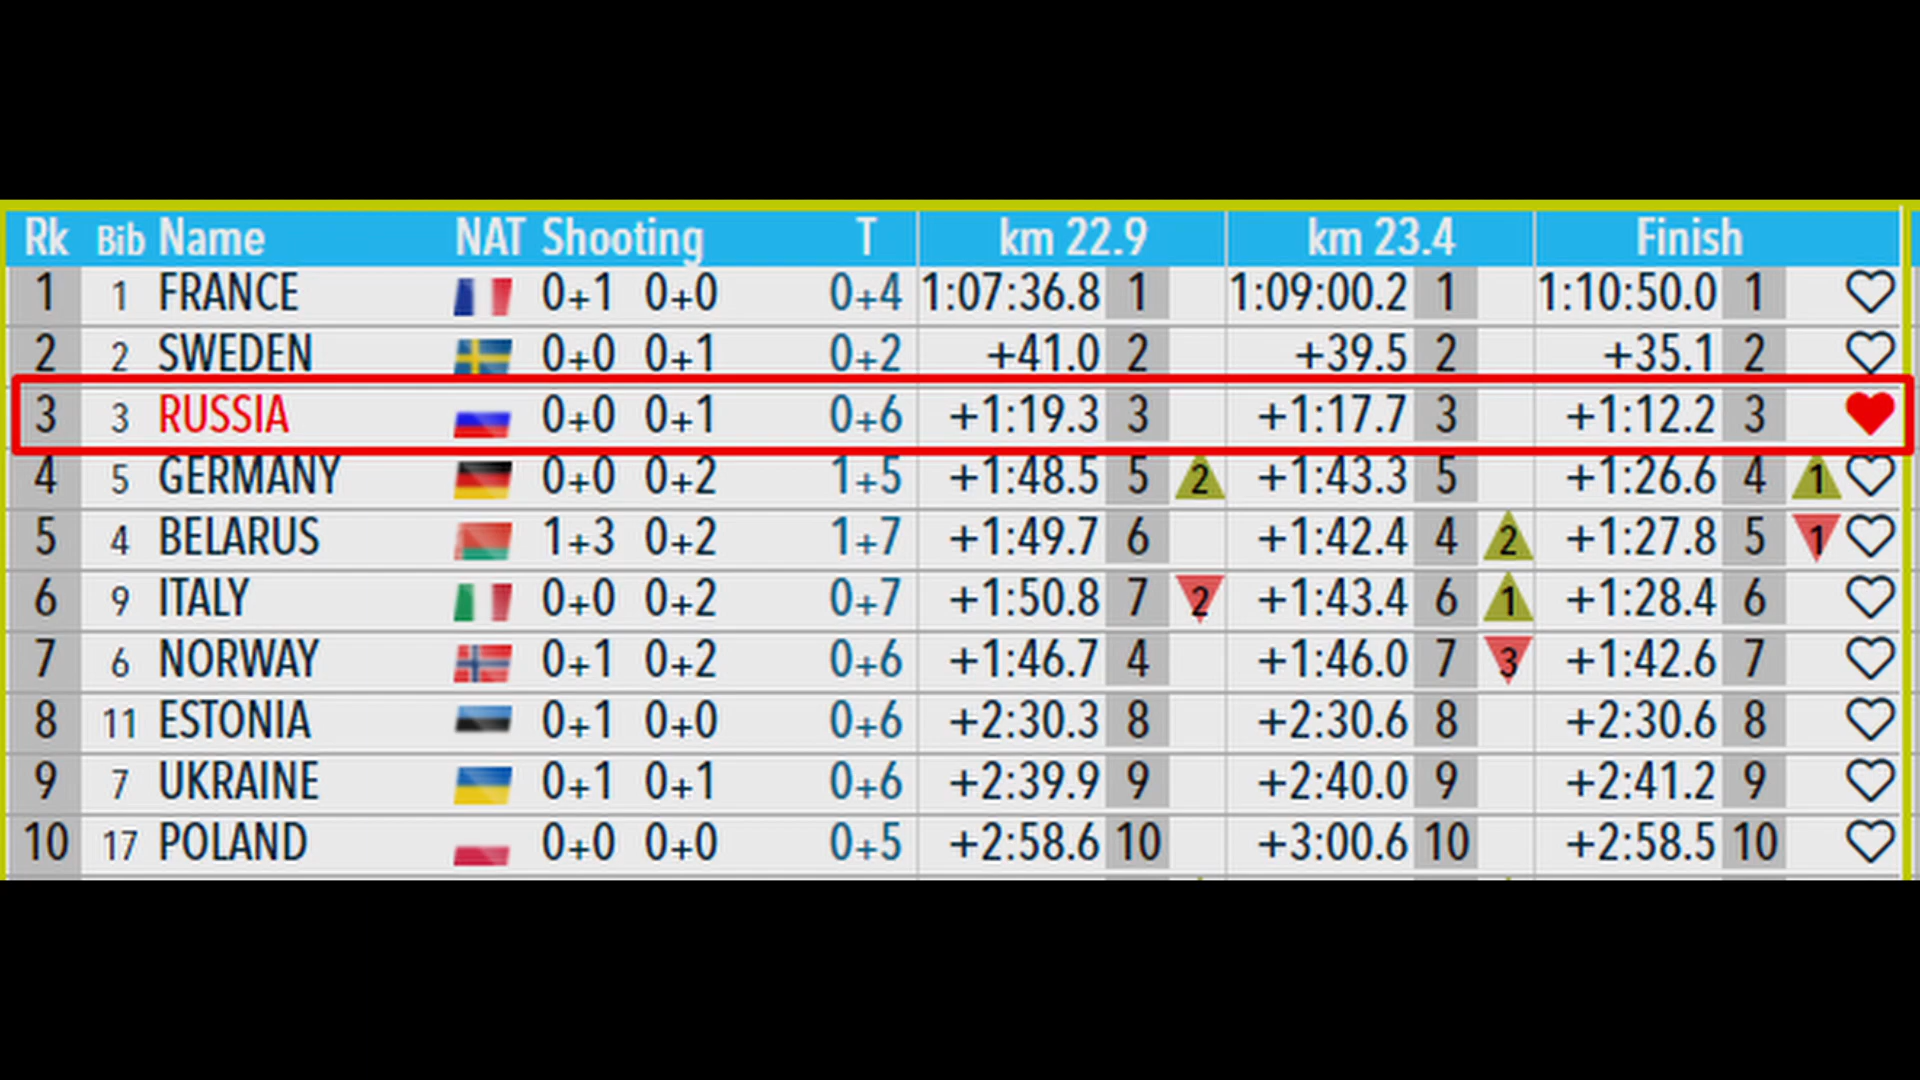 Rk Bib Name NAT Shooting T km 22.9 km 23.4 Finish
1 1 FRANCE 0+1 0+0 0+4 1:07:36.8 1 1:09:00.2 1 1:10:50.0 1
2 2 SWEDEN 0+0 0+1 0+2 +41.0 2 +39.5 2 +35.1 2
3 3 RUSSIA 0+0 0+1 0+6 +1:19.3 3 +1:17.7 3 +1:12.2 3
4 5 GERMANY 0+0 0+2 1+5 +1:48.5 5 2 +1:43.3 5 +1:26.6 4 1
5 4 BELARUS 1+3 0+2 1+7 +1:49.7 6 +1:42.4 4 2 +1:27.8 5 1
6 9 ITALY 0+0 0+2 0+7 +1:50.8 7 2 +1:43.4 6 1 +1:28.4 6
7 6 NORWAY 0+1 0+2 0+6 +1:46.7 4 +1:46.0 7 3 +1:42.6 7
8 11 ESTONIA 0+1 0+0 0+6 +2:30.3 8 +2:30.6 8 +2:30.6 8
9 7 UKRAINE 0+1 0+1 0+6 +2:39.9 9 +2:40.0 9 +2:41.2 9
10 17 POLAND 0+0 0+0 0+5 +2:58.6 10 +3:00.6 10 +2:58.5 10